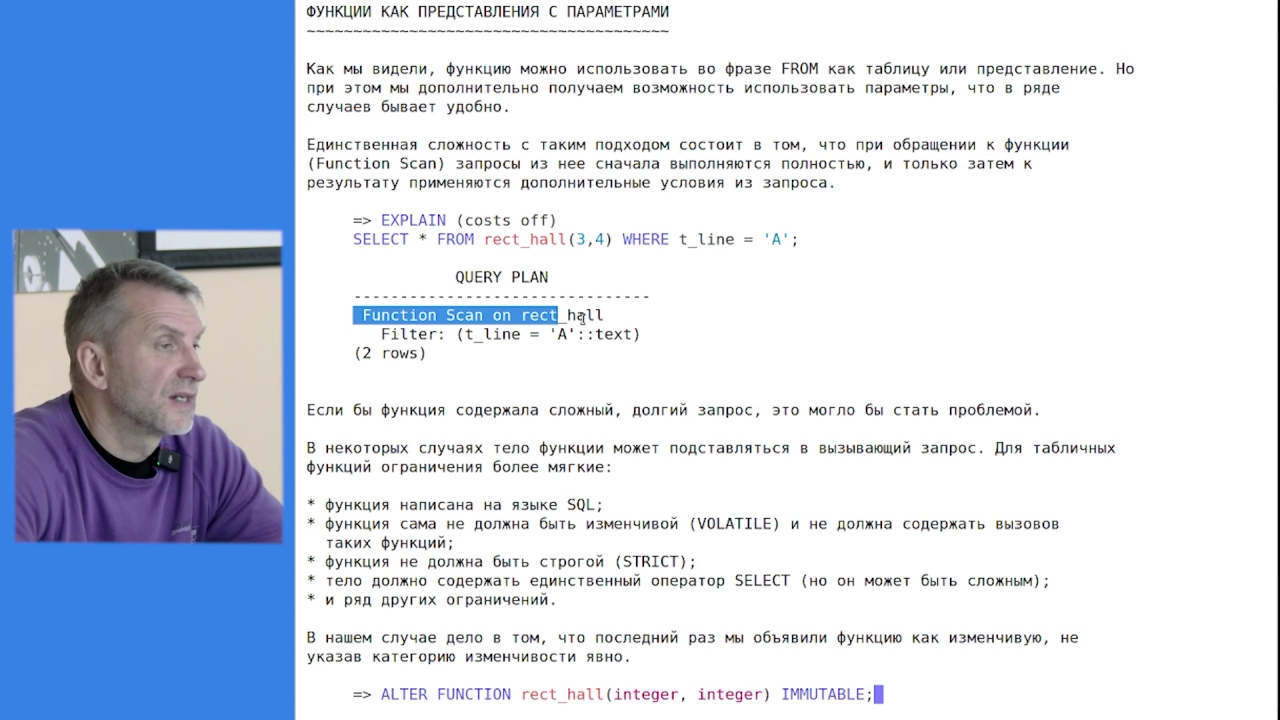 ФУНКЦИИ КАК ПРЕДСТАВЛЕНИЯ С ПАРАМЕТРАМИ
~~~~~~~~~~~~~~~~~~~~~~~~~~~~~~~~~~~~~~~
Как мы видели, функцию можно использовать во фразе FROM как таблицу или представление. Но
при этом мы дополнительно получаем возможность использовать параметры, что в ряде
случаев бывает удобно.
Единственная сложность с таким подходом состоит в том, что при обращении к функции
(Function Scan) запросы из нее сначала выполняются полностью, и только затем к
результату применяются дополнительные условия из запроса.
=> EXPLAIN (costs off)
SELECT * FROM rect_hall(3,4) WHERE t_line = 'A';
QUERY PLAN
--------------------------------
Function Scan on rect_hall
Filter: (t_line = 'A'::text)
(2 rows)
Если бы функция содержала сложный, долгий запрос, это могло бы стать проблемой.
В некоторых случаях тело функции может подставляться в вызывающий запрос. Для табличных
функций ограничения более мягкие:
* функция написана на языке SQL;
* функция сама не должна быть изменчивой (VOLATILE) и не должна содержать вызовов
таких функций;
* функция не должна быть строгой (STRICT);
* тело должно содержать единственный оператор SELECT (но он может быть сложным);
* и ряд других ограничений.
В нашем случае дело в том, что последний раз мы объявили функцию как изменчивую, не
указав категорию изменчивости явно.
=> ALTER FUNCTION rect_hall(integer, integer) IMMUTABLE;